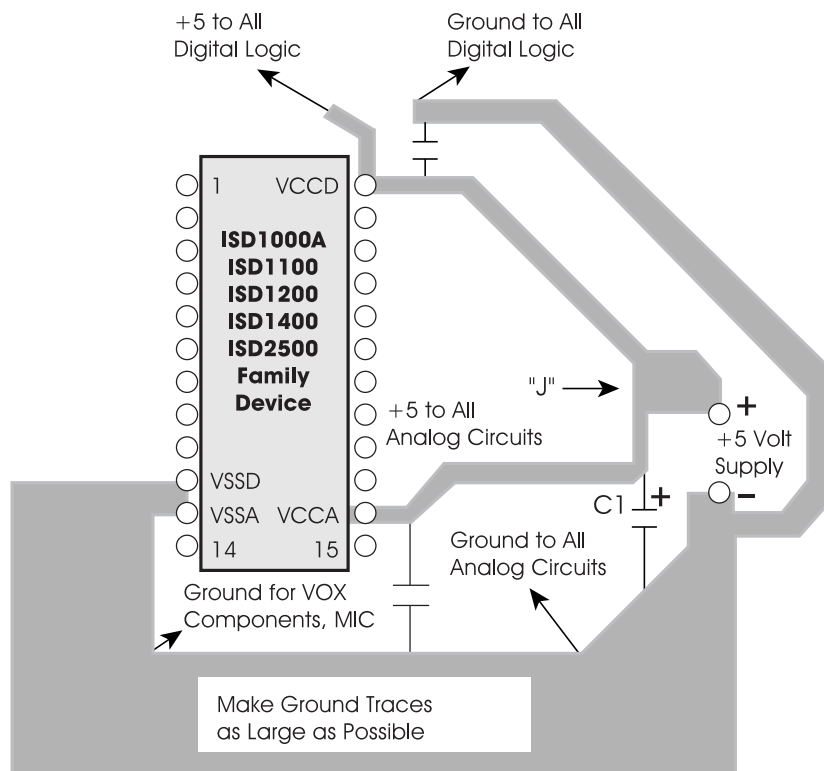 +5 to All
Digital Logic
Ground to All
Digital Logic
1
VCCD
ISD1000A
ISD1100
ISD1200
ISD1400
ISD2500
Family
Device
"J"
+5 to All
Analog Circuits
+
+5 Volt
Supply
−
VSSD
VSSA
VCCA
14
15
C1
+
Ground to All
Analog Circuits
Ground for VOX
Components, MIC
Make Ground Traces
as Large as Possible